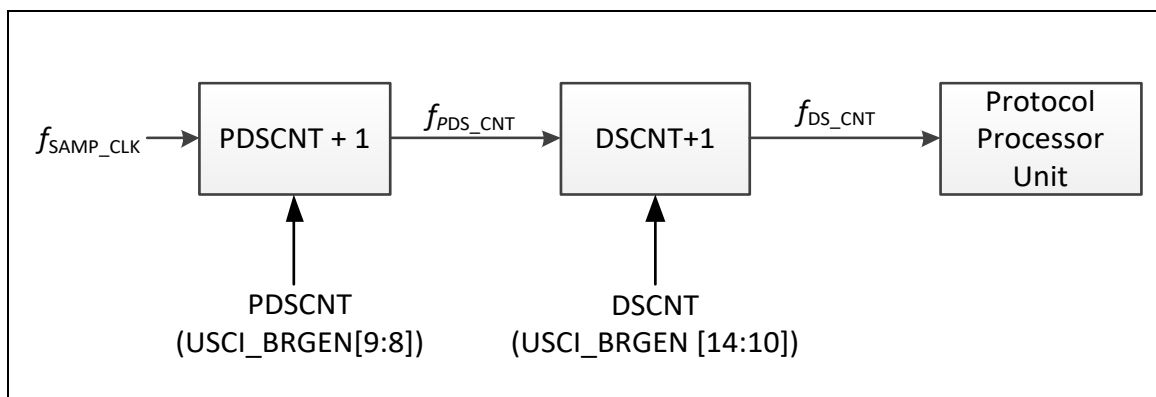 fSAMP_CLK
PDSCNT + 1
fPDS_CNT
DSCNT+1
fDS_CNT
Protocol
Processor
Unit
PDSCNT
(USCI_BRGEN[9:8])
DSCNT
(USCI_BRGEN [14:10])